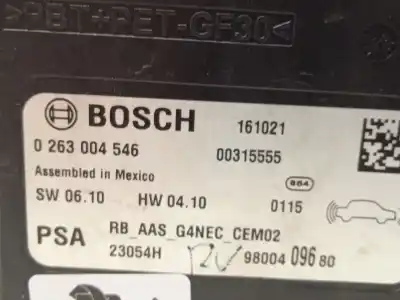 >PBT+PET-GF30<
BOSCH 161021
0 263 004 546 00315555
Assembled in Mexico 864
SW 06.10 HW 04.10 0115
PSA RB_AAS_G4NEC_CEM02
23054H 98004 096 80